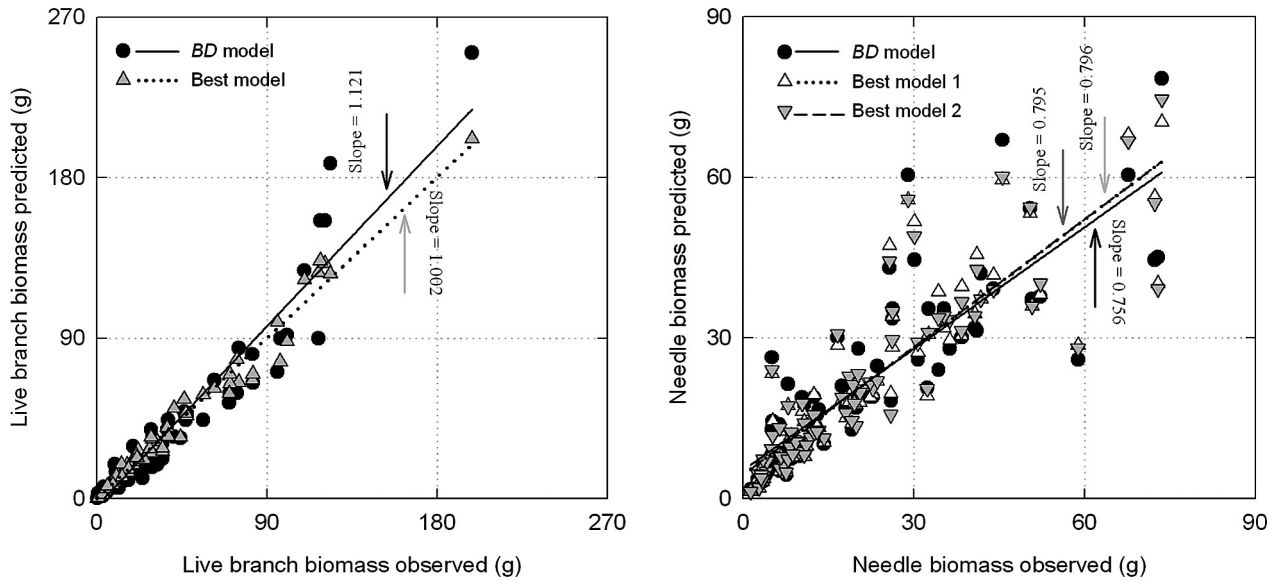 270
180
90
0
0
90
180
270
Live branch biomass predicted (g)
Live branch biomass observed (g)
BD model
Best model
Slope = 1.121
Slope = 1.002
90
60
30
0
0
30
60
90
Needle biomass predicted (g)
Needle biomass observed (g)
BD model
Best model 1
Best model 2
Slope = 0.795
Slope = 0.796
Slope = 0.756